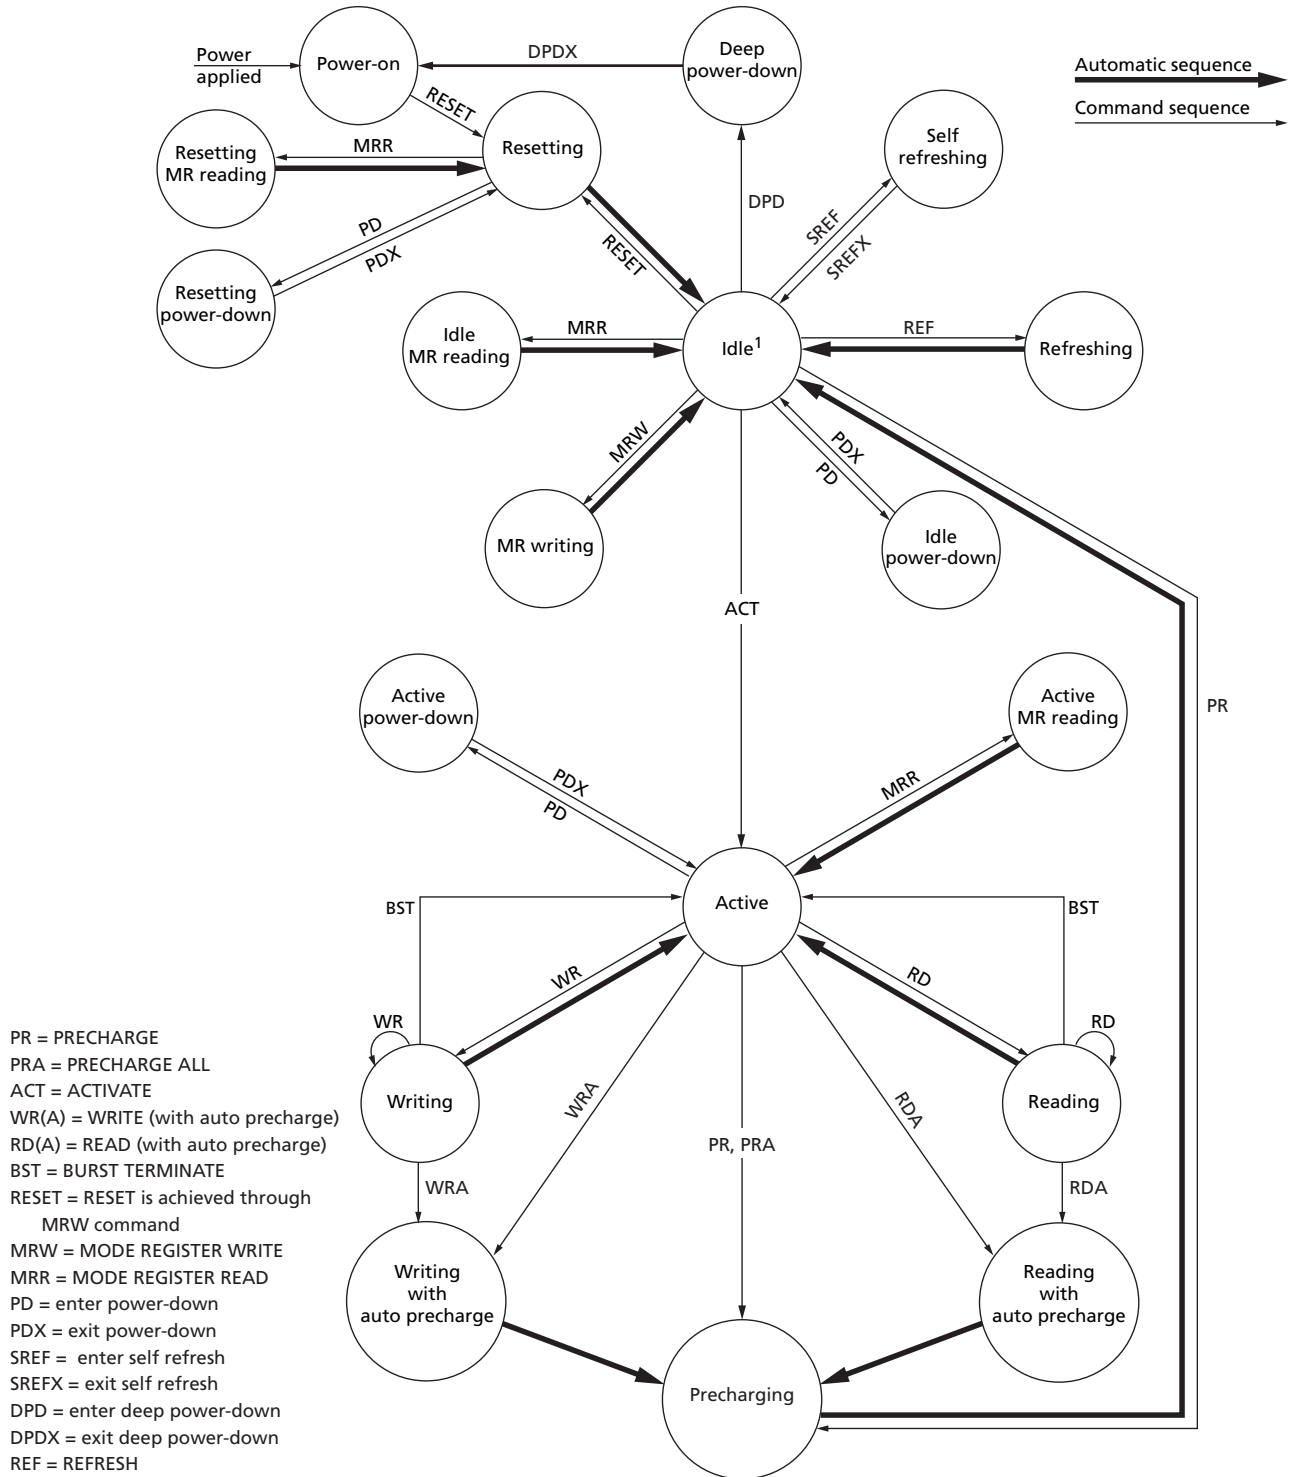 Power
applied
Power-on
DPDX
Deep
power-down
Automatic sequence
Command sequence
RESET
Resetting
MR reading
MRR
Resetting
Self
refreshing
PD
PDX
RESET
DPD
SREF
SREFX
Resetting
power-down
Idle
MR reading
MRR
Idle1
REF
Refreshing
MRW
PDX
PD
MR writing
Idle
power-down
ACT
Active
power-down
Active
MR reading
PR
PDX
PD
MRR
BST
Active
BST
WR
RD
WR
RD
Writing
Reading
WRA
RDA
PR, PRA
WRA
RDA
Writing
with
auto precharge
Reading
with
auto precharge
Precharging
PR = PRECHARGE
PRA = PRECHARGE ALL
ACT = ACTIVATE
WR(A) = WRITE (with auto precharge)
RD(A) = READ (with auto precharge)
BST = BURST TERMINATE
RESET = RESET is achieved through
MRW command
MRW = MODE REGISTER WRITE
MRR = MODE REGISTER READ
PD = enter power-down
PDX = exit power-down
SREF =  enter self refresh
SREFX = exit self refresh
DPD = enter deep power-down
DPDX = exit deep power-down
REF = REFRESH